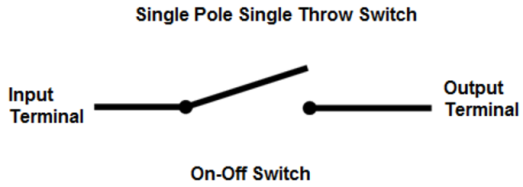 Single Pole Single Throw Switch
Input
Terminal
Output
Terminal
On-Off Switch